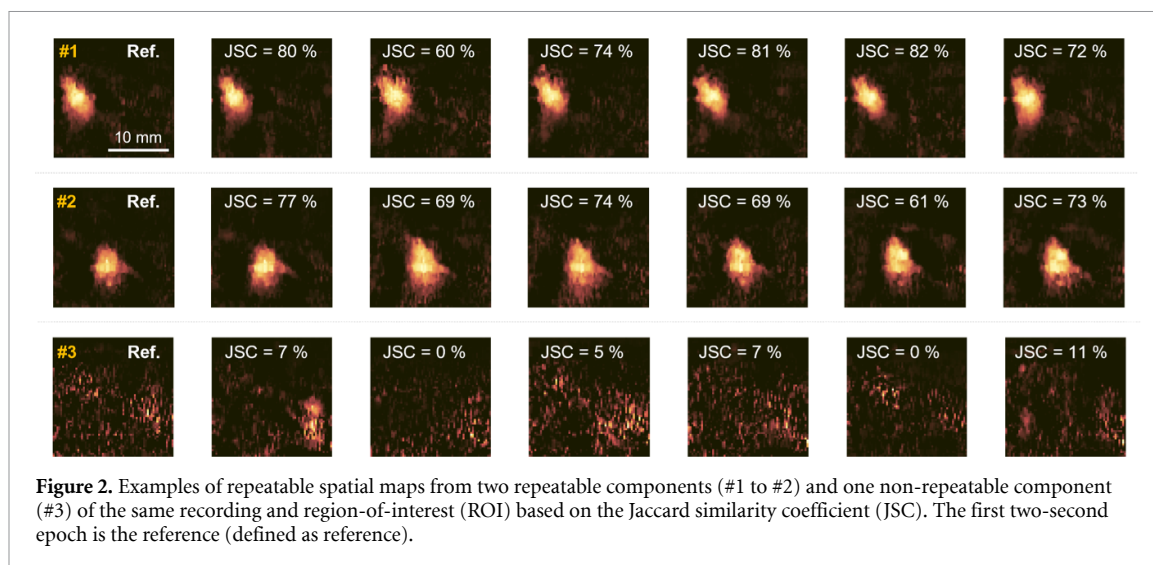 #1 Ref. JSC = 80 % JSC = 60 % JSC = 74 % JSC = 81 % JSC = 82 % JSC = 72 %
10 mm
#2 Ref. JSC = 77 % JSC = 69 % JSC = 74 % JSC = 69 % JSC = 61 % JSC = 73 %
#3 Ref. JSC = 7 % JSC = 0 % JSC = 5 % JSC = 7 % JSC = 0 % JSC = 11 %
Figure 2. Examples of repeatable spatial maps from two repeatable components (#1 to #2) and one non-repeatable component
(#3) of the same recording and region-of-interest (ROI) based on the Jaccard similarity coefficient (JSC). The first two-second
epoch is the reference (defined as reference).